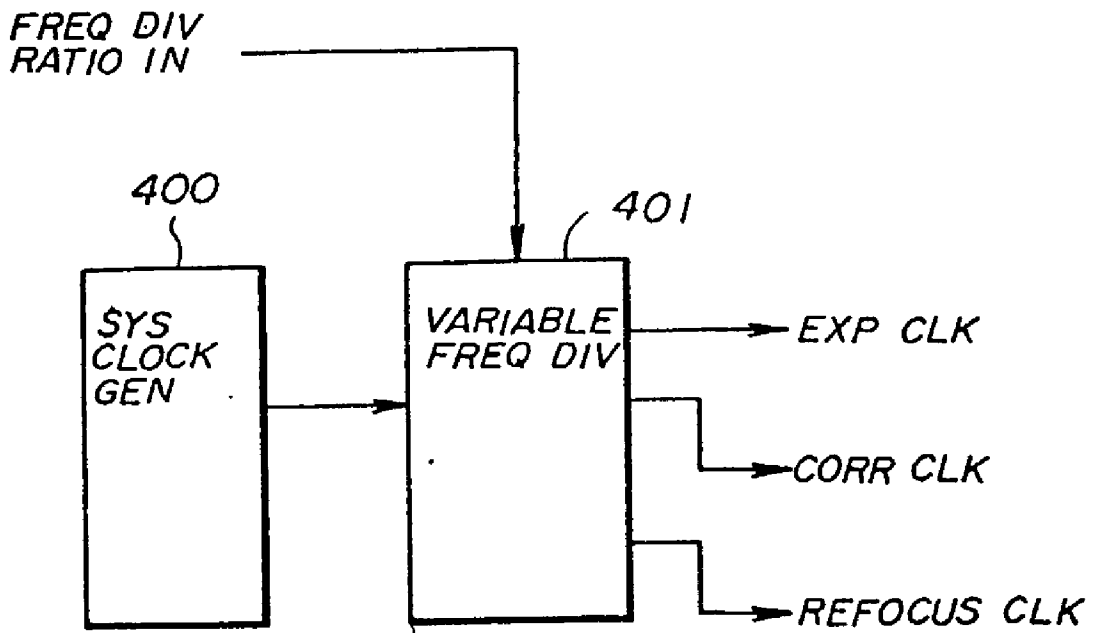 FREQ DIV
RATIO IN
400
401
SYS
CLOCK
GEN
VARIABLE
FREQ DIV
EXP CLK
CORR CLK
REFOCUS CLK